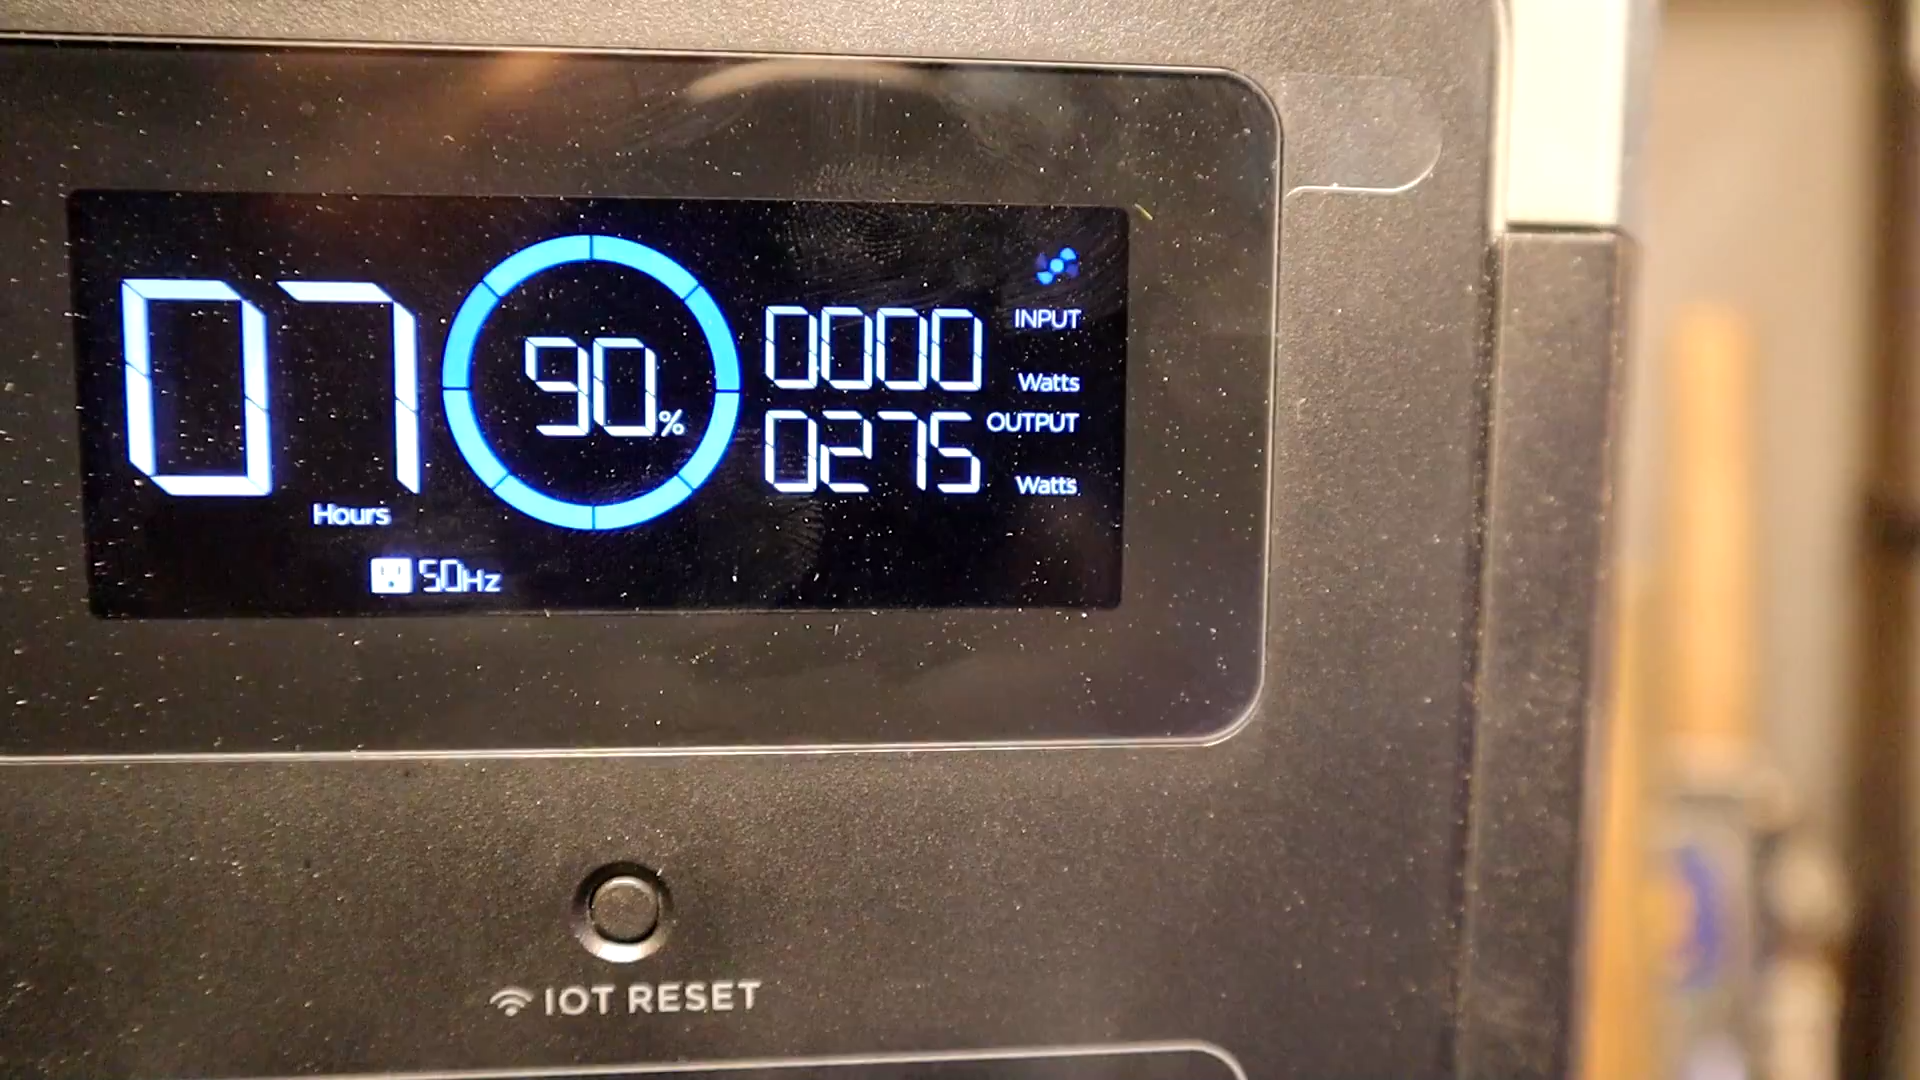 07 Hours
90%
0000 INPUT Watts
0275 OUTPUT Watts
50Hz
IOT RESET